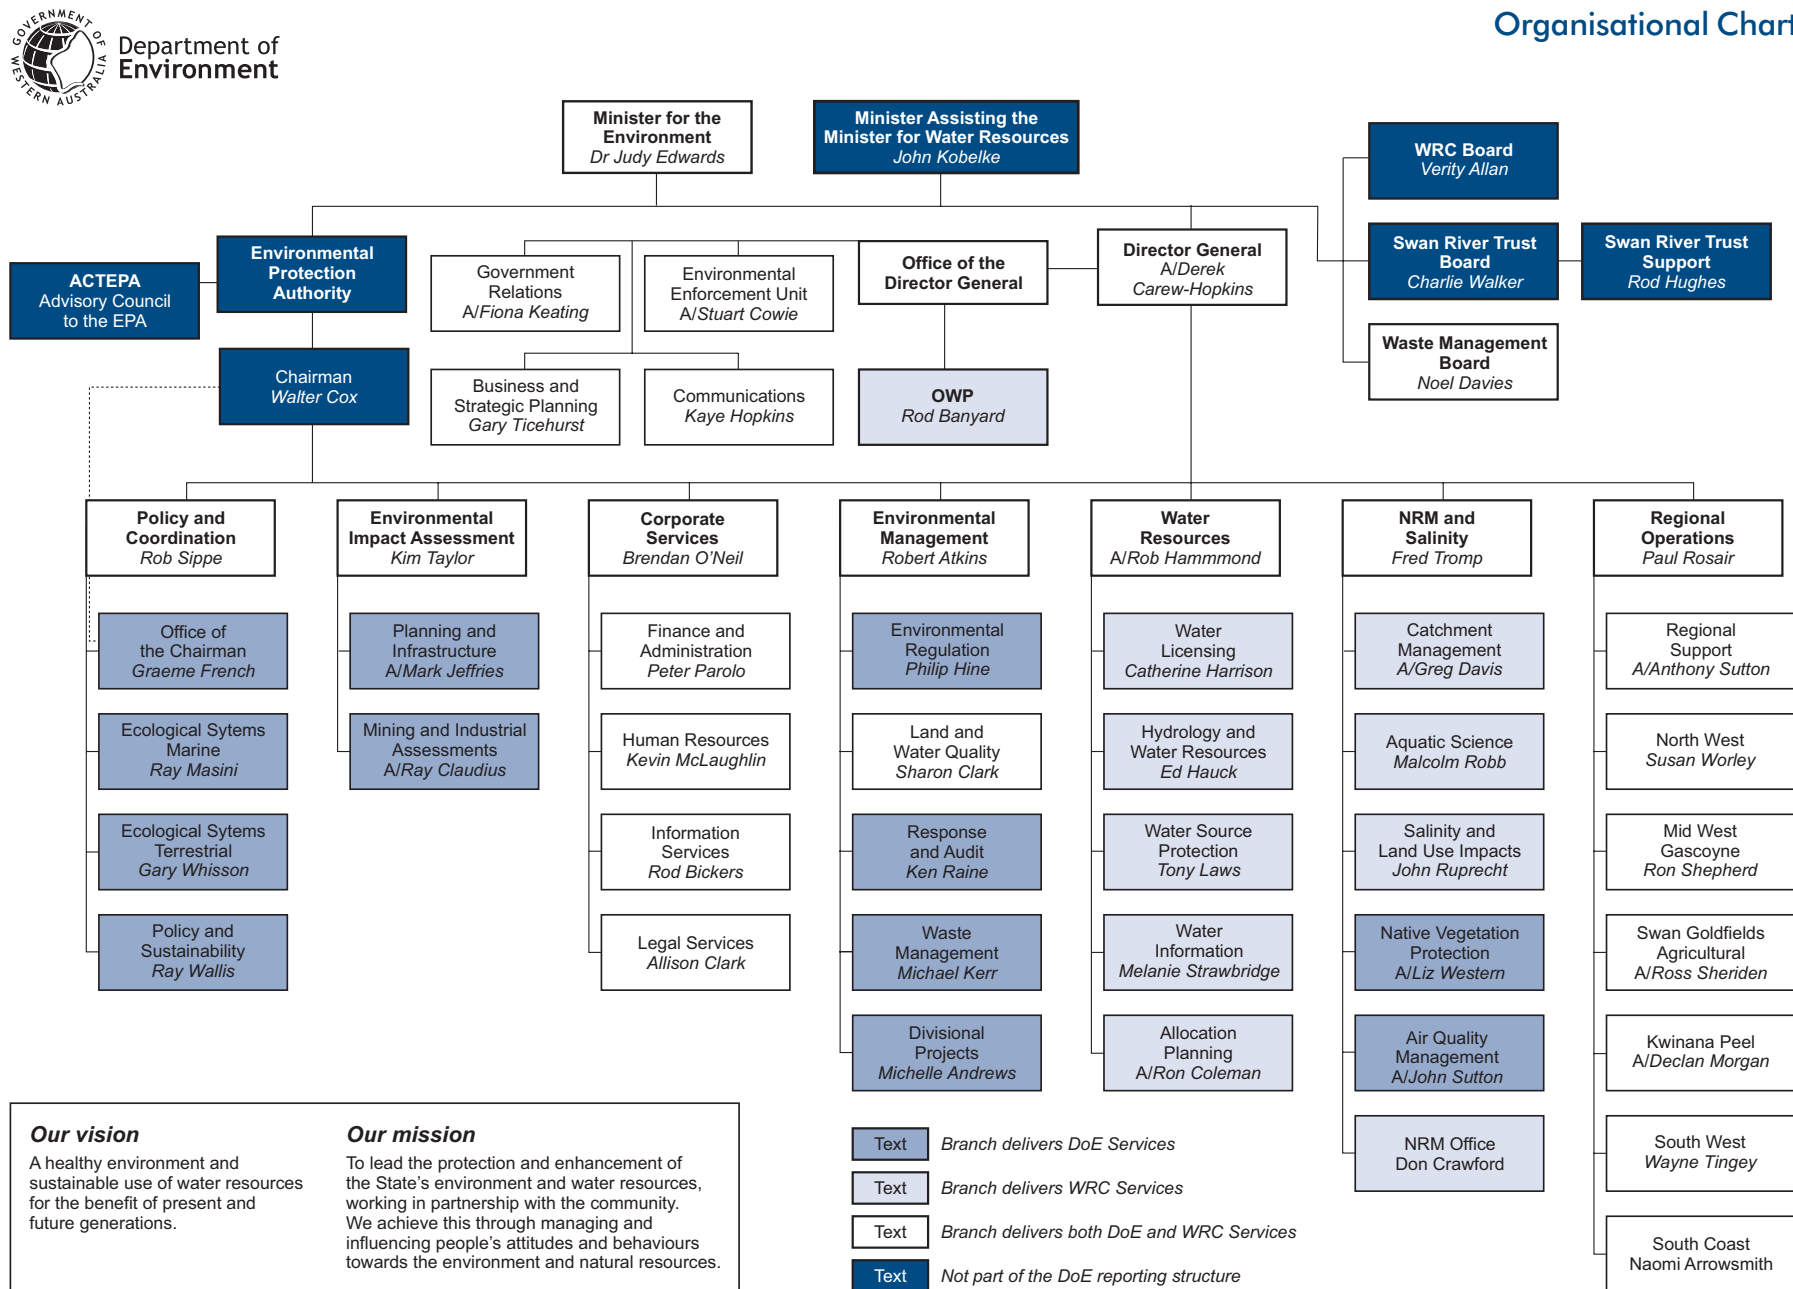 GOVERNMENT OF WESTERN AUSTRALIA
Department of
Environment
Organisational Chart
Minister for the
Environment
Dr Judy Edwards
Minister Assisting the
Minister for Water Resources
John Kobelke
WRC Board
Verity Allan
Environmental
Protection
Authority
ACTEPA
Advisory Council
to the EPA
Government
Relations
A/Fiona Keating
Environmental
Enforcement Unit
A/Stuart Cowie
Office of the
Director General
Director General
A/Derek
Carew-Hopkins
Swan River Trust
Board
Charlie Walker
Swan River Trust
Support
Rod Hughes
Waste Management
Board
Noel Davies
Chairman
Walter Cox
Business and
Strategic Planning
Gary Ticehurst
Communications
Kaye Hopkins
OWP
Rod Banyard
Policy and
Coordination
Rob Sippe
Environmental
Impact Assessment
Kim Taylor
Corporate
Services
Brendan O'Neil
Environmental
Management
Robert Atkins
Water
Resources
A/Rob Hammmond
NRM and
Salinity
Fred Tromp
Regional
Operations
Paul Rosair
Office of
the Chairman
Graeme French
Planning and
Infrastructure
A/Mark Jeffries
Finance and
Administration
Peter Parolo
Environmental
Regulation
Philip Hine
Water
Licensing
Catherine Harrison
Catchment
Management
A/Greg Davis
Regional
Support
A/Anthony Sutton
Ecological Sytems
Marine
Ray Masini
Mining and Industrial
Assessments
A/Ray Claudius
Human Resources
Kevin McLaughlin
Land and
Water Quality
Sharon Clark
Hydrology and
Water Resources
Ed Hauck
Aquatic Science
Malcolm Robb
North West
Susan Worley
Ecological Sytems
Terrestrial
Gary Whisson
Information
Services
Rod Bickers
Response
and Audit
Ken Raine
Water Source
Protection
Tony Laws
Salinity and
Land Use Impacts
John Ruprecht
Mid West
Gascoyne
Ron Shepherd
Policy and
Sustainability
Ray Wallis
Legal Services
Allison Clark
Waste
Management
Michael Kerr
Water
Information
Melanie Strawbridge
Native Vegetation
Protection
A/Liz Western
Swan Goldfields
Agricultural
A/Ross Sheriden
Divisional
Projects
Michelle Andrews
Allocation
Planning
A/Ron Coleman
Air Quality
Management
A/John Sutton
Kwinana Peel
A/Declan Morgan
NRM Office
Don Crawford
South West
Wayne Tingey
South Coast
Naomi Arrowsmith
Our vision
A healthy environment and
sustainable use of water resources
for the benefit of present and
future generations.
Our mission
To lead the protection and enhancement of
the State's environment and water resources,
working in partnership with the community.
We achieve this through managing and
influencing people's attitudes and behaviours
towards the environment and natural resources.
Text Branch delivers DoE Services
Text Branch delivers WRC Services
Text Branch delivers both DoE and WRC Services
Text Not part of the DoE reporting structure